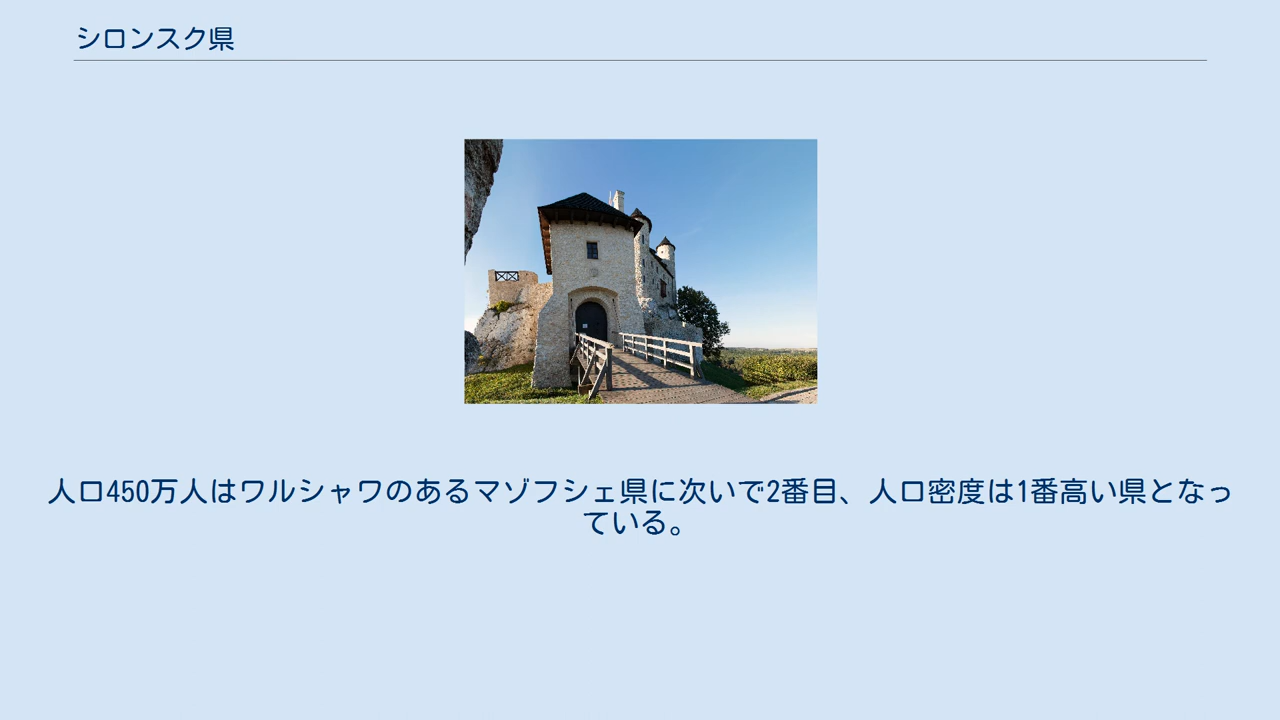 シロンスク県
人口450万人はワルシャワのあるマゾフシェ県に次いで2番目、人口密度は1番高い県となっ
ている。